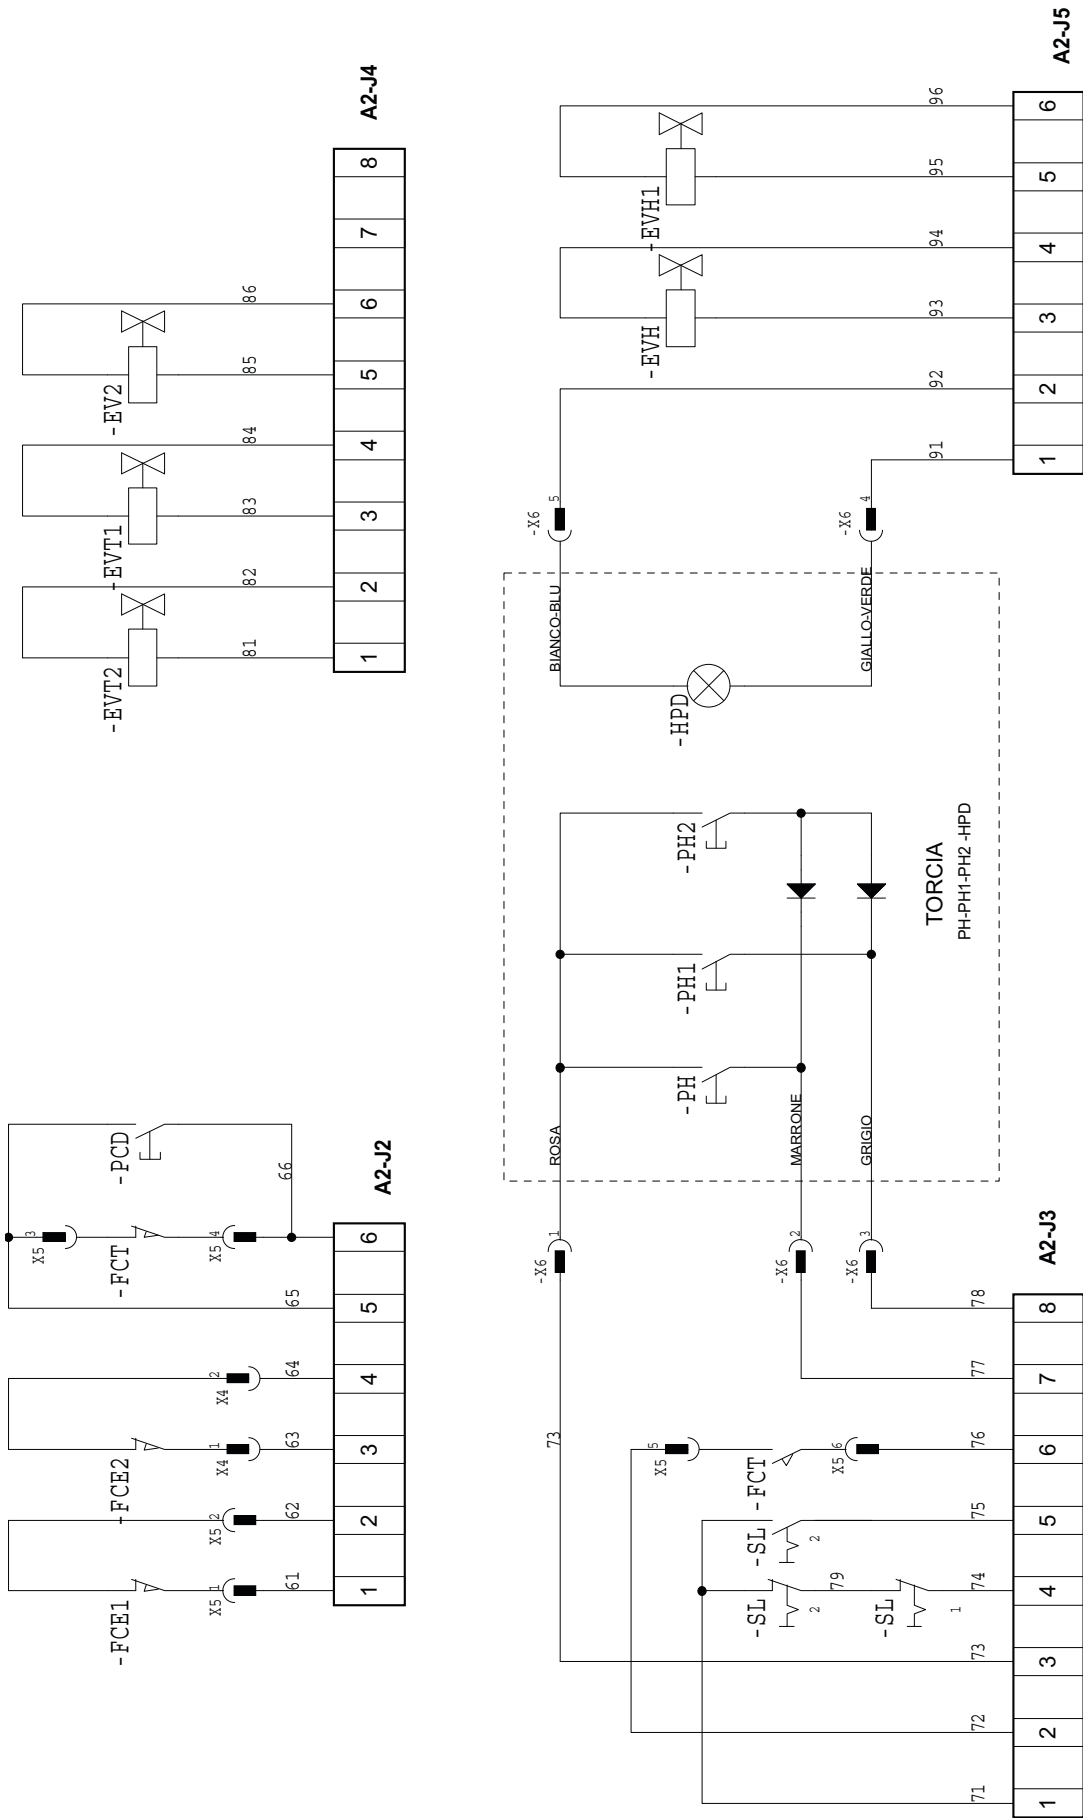 -FCE1
X5 1
61
X5 2
62
-FCE2
X4 1
63
X4 2
64
65
X5 3
-FCT
X5 4
-PCD
66
1 2 3 4 5 6
A2-J2
-EVT2
81
82
-EVT1
83
84
-EV2
85
86
1 2 3 4 5 6 7 8
A2-J4
71
72
73
73
-SL
2
79
-SL
1
74
-SL
2
75
X5 5
-FCT
X5 6
76
77
78
1 2 3 4 5 6 7 8
A2-J3
-X6 1
-X6 2
-X6 3
ROSA
MARRONE
GRIGIO
-PH
-PH1
-PH2
-HPD
TORCIA
PH-PH1-PH2 -HPD
BIANCO-BLU
GIALLO-VERDE
-X6 5
-X6 4
91
92
-EVH
93
94
-EVH1
95
96
1 2 3 4 5 6
A2-J5